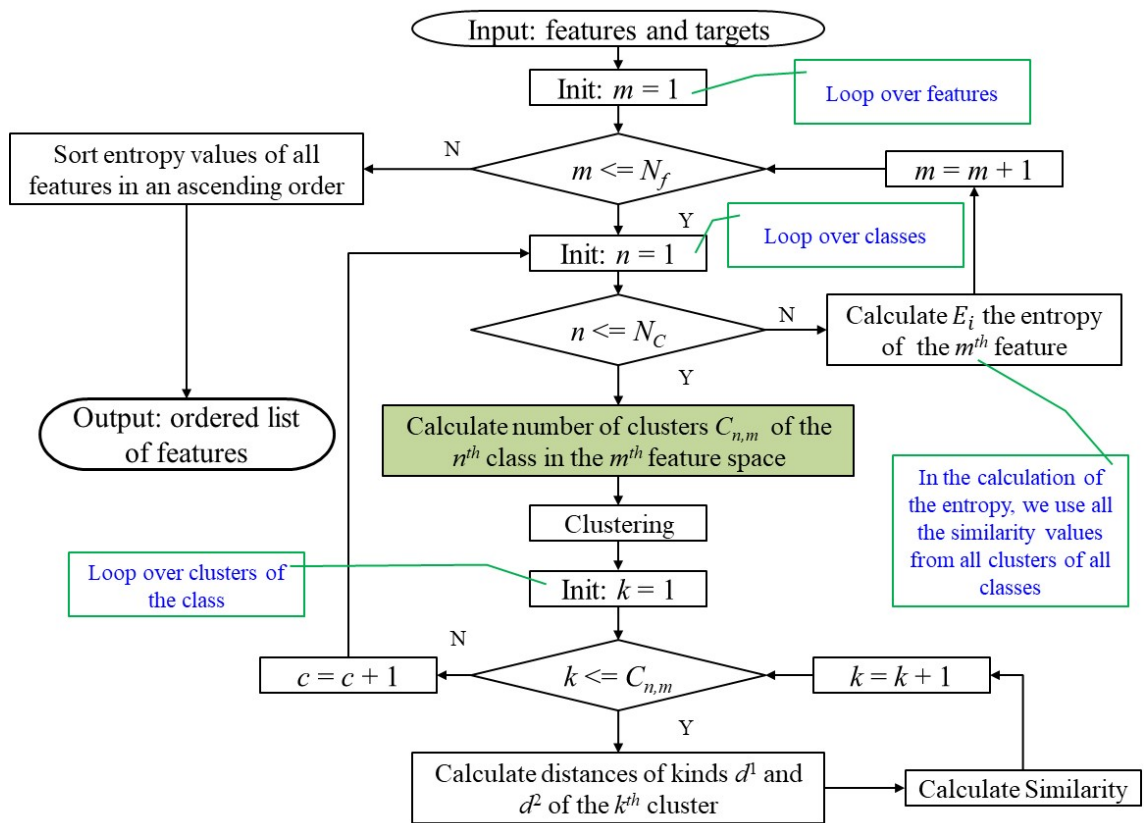 Input: features and targets
Init: m = 1
Loop over features
Sort entropy values of all
features in an ascending order
N
m <= N_f
m = m + 1
Y
Init: n = 1
Loop over classes
n <= N_C
N
Calculate E_i the entropy
of the m^th feature
Y
Output: ordered list
of features
Calculate number of clusters C_n,m of the
n^th class in the m^th feature space
In the calculation of
the entropy, we use all
the similarity values
from all clusters of all
classes
Clustering
Loop over clusters of
the class
Init: k = 1
N
c = c + 1
k <= C_n,m
k = k + 1
Y
Calculate distances of kinds d^1 and
d^2 of the k^th cluster
Calculate Similarity